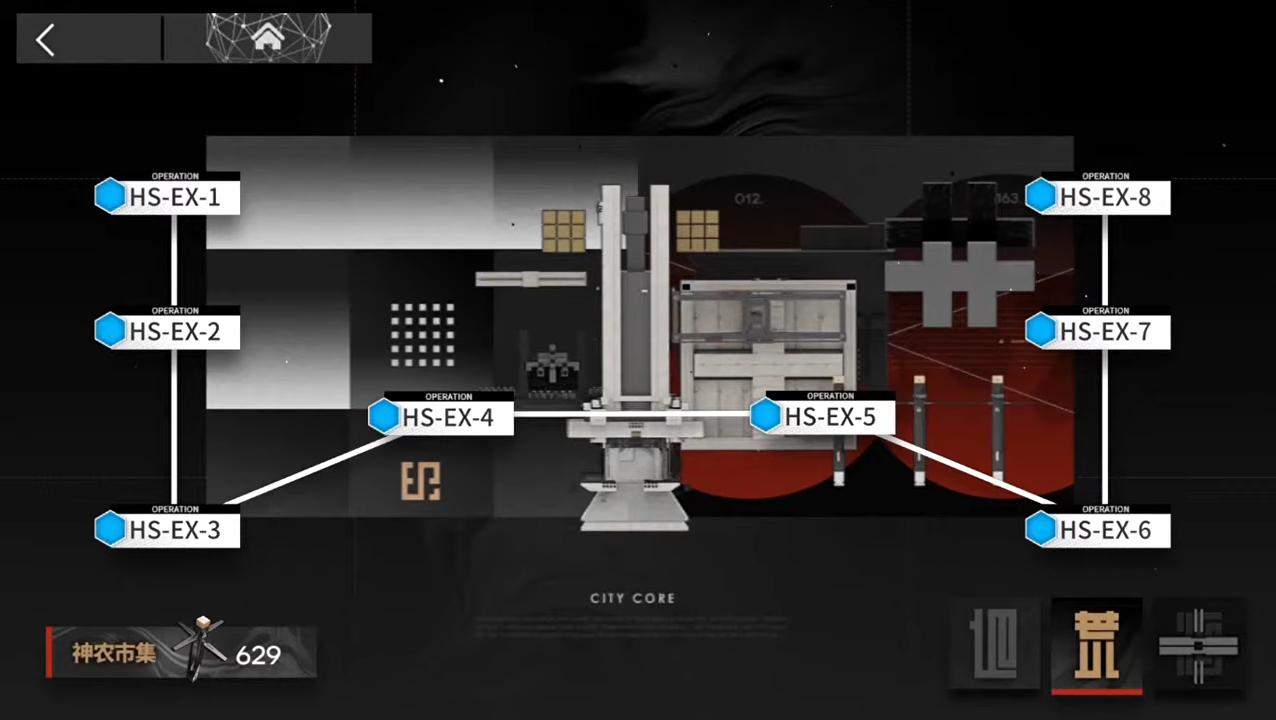 OPERATION
HS-EX-1
OPERATION
HS-EX-2
OPERATION
HS-EX-3
OPERATION
HS-EX-4
OPERATION
HS-EX-5
OPERATION
HS-EX-6
OPERATION
HS-EX-7
OPERATION
HS-EX-8
012.
163.
CITY CORE
神农市集
629